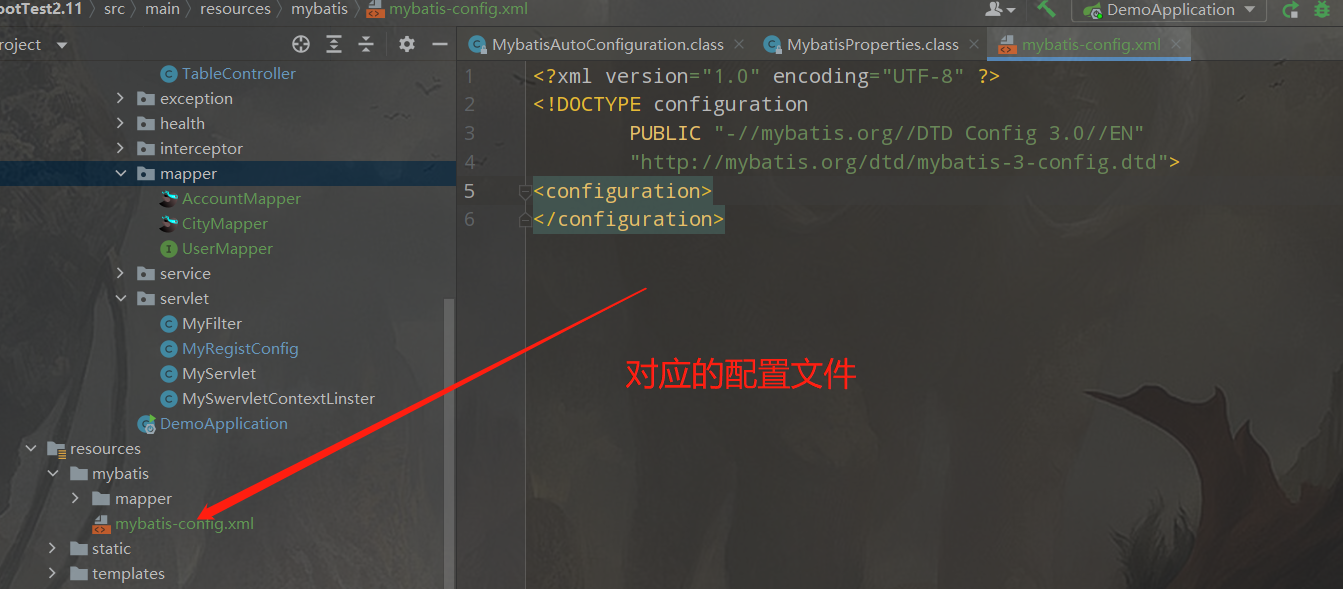 ootTest2.11 src main resources mybatis mybatis-config.xml DemoApplication
roject MybatisAutoConfiguration.class MybatisProperties.class mybatis-config.xml
TableController
exception
health
interceptor
mapper
AccountMapper
CityMapper
UserMapper
service
servlet
MyFilter
MyRegistConfig
MyServlet
MySwervletContextLinster
DemoApplication
resources
mybatis
mapper
mybatis-config.xml
static
templates
1 <?xml version="1.0" encoding="UTF-8" ?>
2 <!DOCTYPE configuration
3 PUBLIC "-//mybatis.org//DTD Config 3.0//EN"
4 "http://mybatis.org/dtd/mybatis-3-config.dtd">
5 <configuration>
6 </configuration>
对应的配置文件